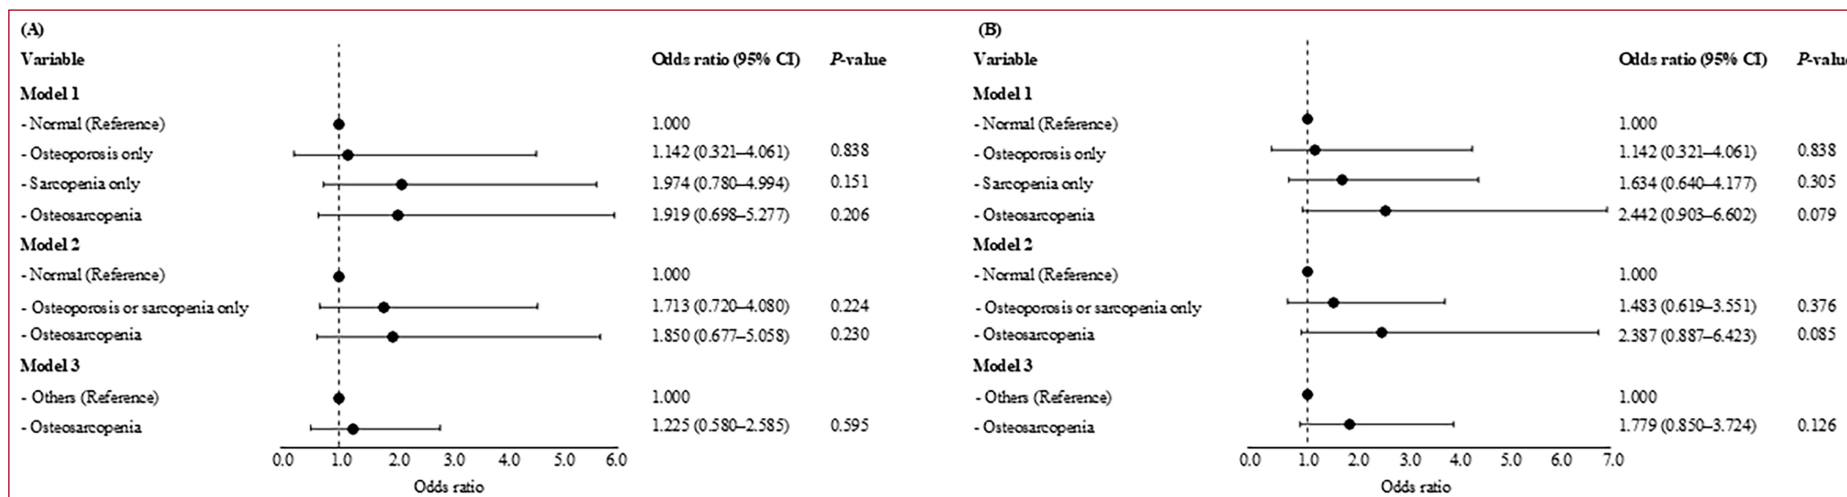 (A)
Variable Odds ratio (95% CI) P-value
Model 1
- Normal (Reference) 1.000
- Osteoporosis only 1.142 (0.321–4.061) 0.838
- Sarcopenia only 1.974 (0.780–4.994) 0.151
- Osteosarcopenia 1.919 (0.698–5.277) 0.206
Model 2
- Normal (Reference) 1.000
- Osteoporosis or sarcopenia only 1.713 (0.720–4.080) 0.224
- Osteosarcopenia 1.850 (0.677–5.058) 0.230
Model 3
- Others (Reference) 1.000
- Osteosarcopenia 1.225 (0.580–2.585) 0.595
0.0 1.0 2.0 3.0 4.0 5.0 6.0
Odds ratio
(B)
Variable Odds ratio (95% CI) P-value
Model 1
- Normal (Reference) 1.000
- Osteoporosis only 1.142 (0.321–4.061) 0.838
- Sarcopenia only 1.634 (0.640–4.177) 0.305
- Osteosarcopenia 2.442 (0.903–6.602) 0.079
Model 2
- Normal (Reference) 1.000
- Osteoporosis or sarcopenia only 1.483 (0.619–3.551) 0.376
- Osteosarcopenia 2.387 (0.887–6.423) 0.085
Model 3
- Others (Reference) 1.000
- Osteosarcopenia 1.779 (0.850–3.724) 0.126
0.0 1.0 2.0 3.0 4.0 5.0 6.0 7.0
Odds ratio